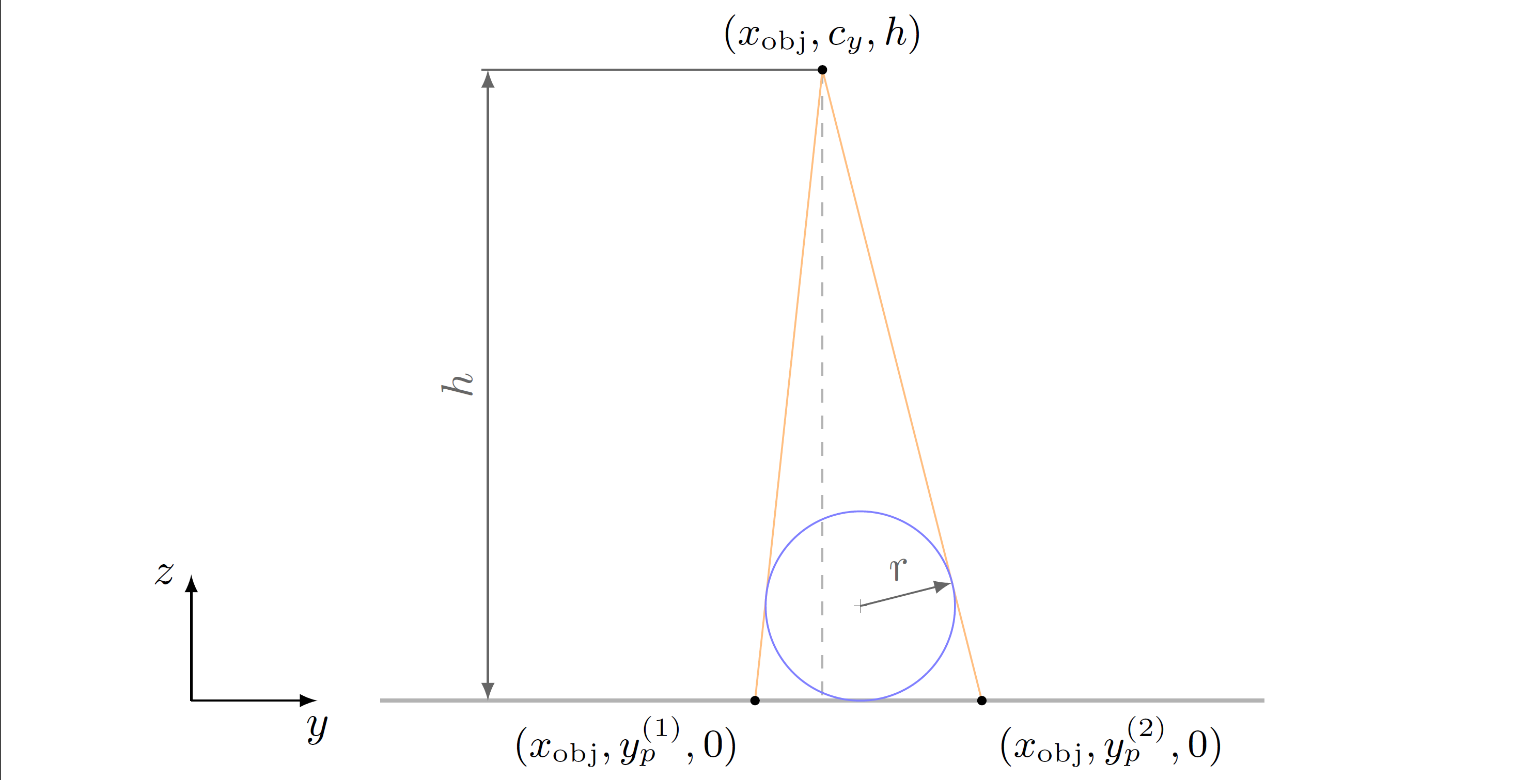 (x_obj, c_y, h)
h
r
z
y
(x_obj, y_p^(1), 0)
(x_obj, y_p^(2), 0)